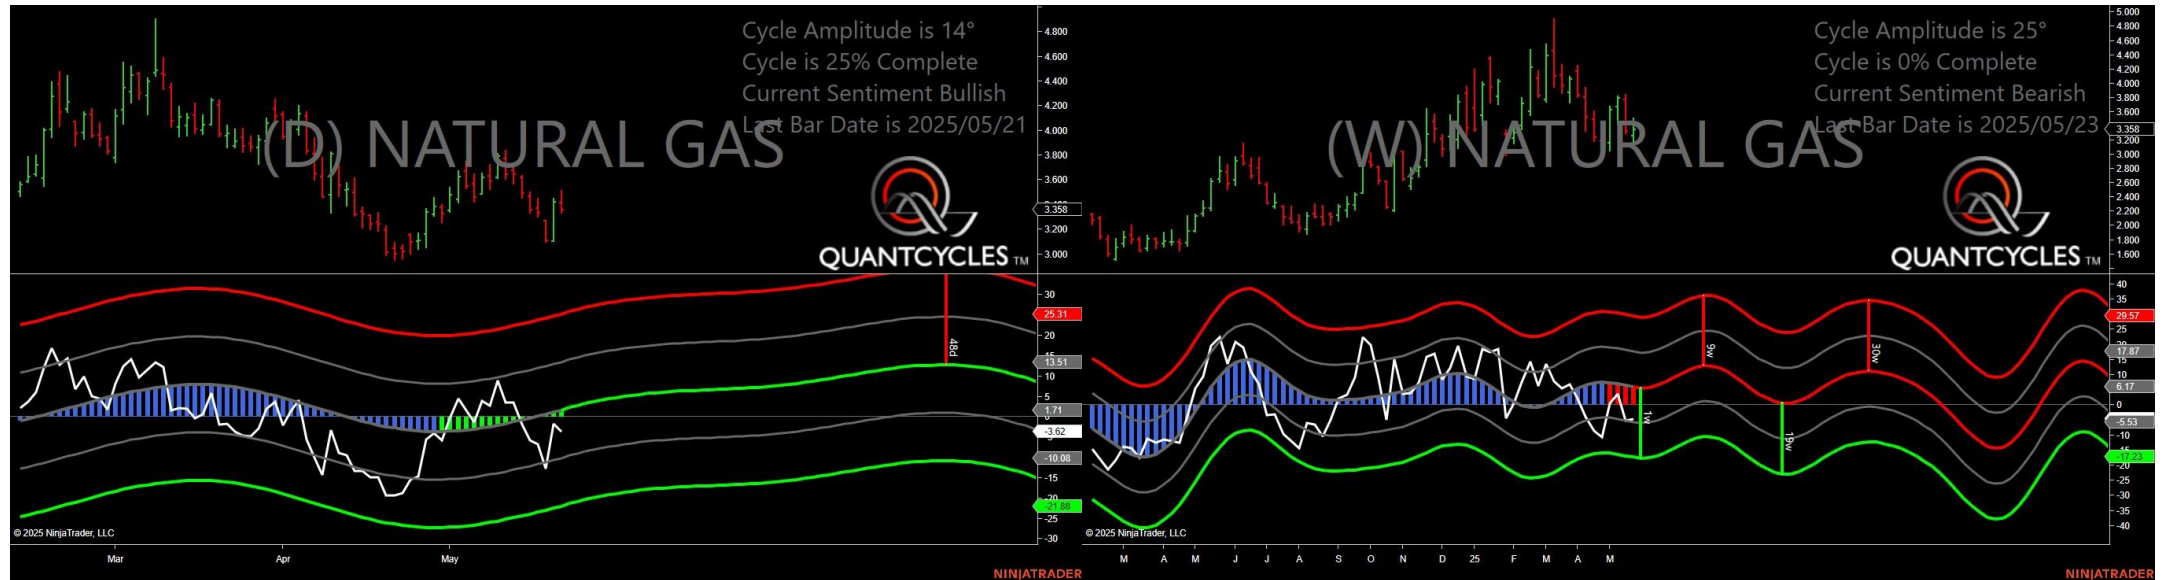 Cycle Amplitude is 14°
Cycle is 25% Complete
Current Sentiment Bullish
Last Bar Date is 2025/05/21
(D) NATURAL GAS
QUANTCYCLES TM
4.800
4.600
4.400
4.200
4.000
3.800
3.600
3.358
3.200
3.000
48d
30
25.31
20
15
13.51
10
5
1.71
-3.62
-10.08
-15
-20
-21.88
-25
-30
© 2025 NinjaTrader, LLC
Mar Apr May
NINJATRADER
Cycle Amplitude is 25°
Cycle is 0% Complete
Current Sentiment Bearish
Last Bar Date is 2025/05/23
(W) NATURAL GAS
QUANTCYCLES TM
5.000
4.800
4.600
4.400
4.200
4.000
3.800
3.600
3.358
3.200
3.000
2.800
2.600
2.400
2.200
2.000
1.800
1.600
1w
9w
19w
30w
40
35
29.57
25
17.87
15
10
6.17
0
-5.53
-10
-17.23
-20
-25
-30
-35
-40
© 2025 NinjaTrader, LLC
M A M J J A S O N D 25 F M A M
NINJATRADER